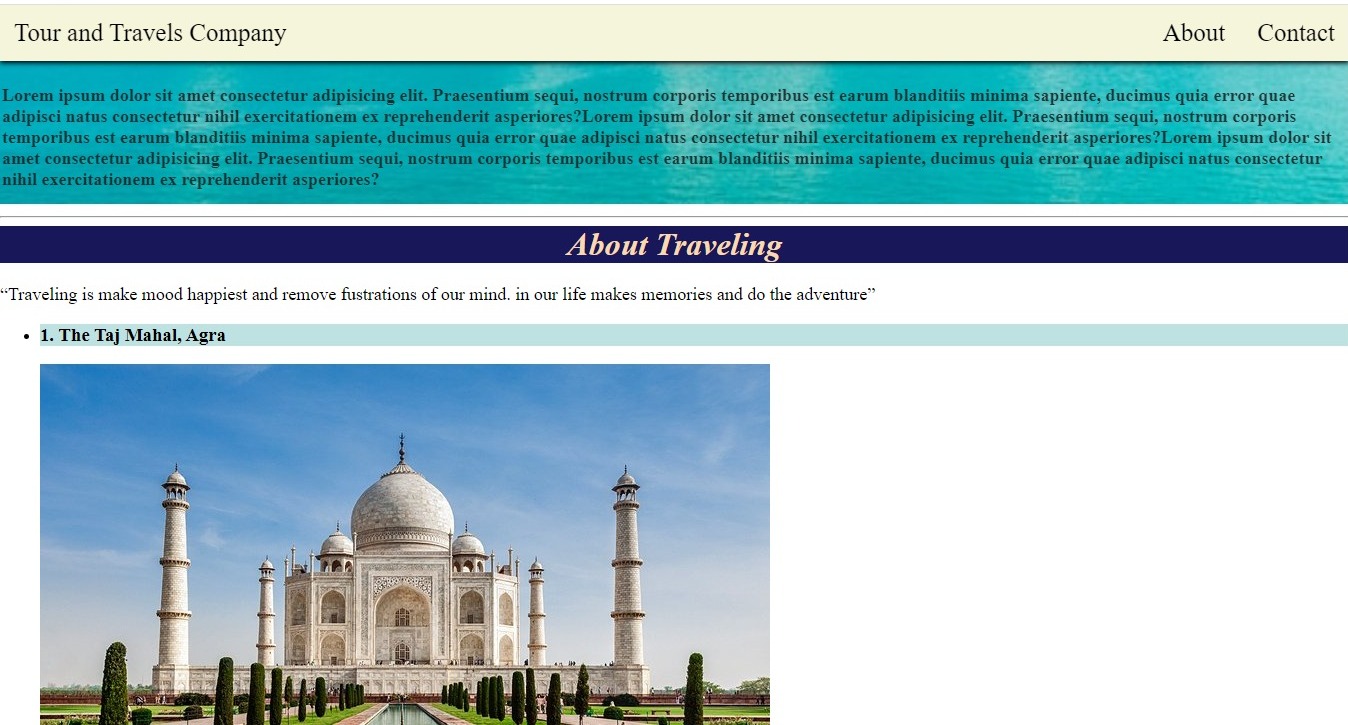 Tour and Travels Company
About Contact
Lorem ipsum dolor sit amet consectetur adipisicing elit. Praesentium sequi, nostrum corporis temporibus est earum blanditiis minima sapiente, ducimus quia error quae
adipisci natus consectetur nihil exercitationem ex reprehenderit asperiores?Lorem ipsum dolor sit amet consectetur adipisicing elit. Praesentium sequi, nostrum corporis
temporibus est earum blanditiis minima sapiente, ducimus quia error quae adipisci natus consectetur nihil exercitationem ex reprehenderit asperiores?Lorem ipsum dolor sit
amet consectetur adipisicing elit. Praesentium sequi, nostrum corporis temporibus est earum blanditiis minima sapiente, ducimus quia error quae adipisci natus consectetur
nihil exercitationem ex reprehenderit asperiores?
About Traveling
“Traveling is make mood happiest and remove fustrations of our mind. in our life makes memories and do the adventure”
• 1. The Taj Mahal, Agra